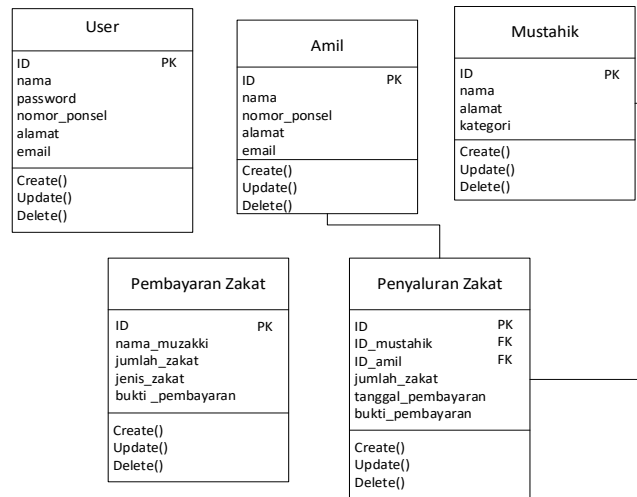 User
ID PK
nama
password
nomor_ponsel
alamat
email
Create()
Update()
Delete()
Amil
ID PK
nama
nomor_ponsel
alamat
email
Create()
Update()
Delete()
Mustahik
ID PK
nama
alamat
kategori
Create()
Update()
Delete()
Pembayaran Zakat
ID PK
nama_muzakki
jumlah_zakat
jenis_zakat
bukti _pembayaran
Create()
Update()
Delete()
Penyaluran Zakat
ID PK
ID_mustahik FK
ID_amil FK
jumlah_zakat
tanggal_pembayaran
bukti_pembayaran
Create()
Update()
Delete()